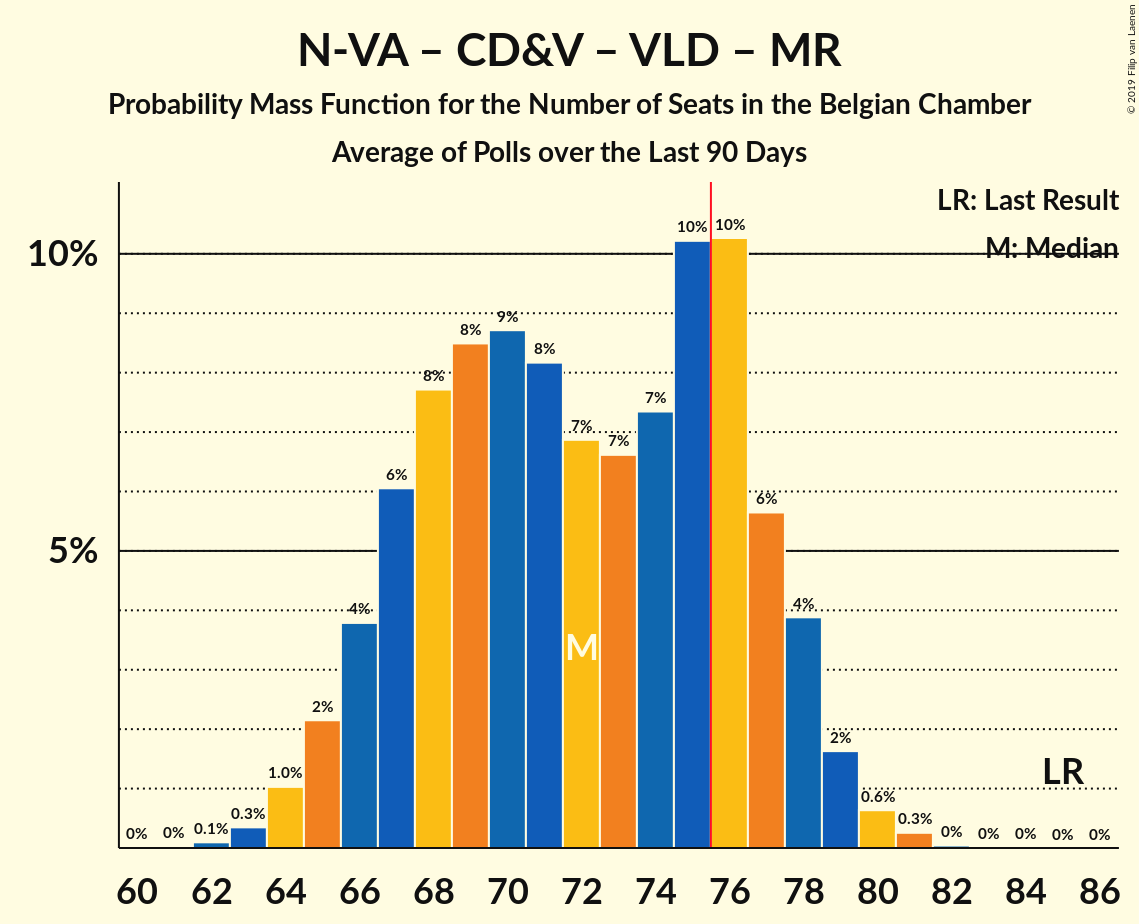 N-VA – CD&V – VLD – MR
Probability Mass Function for the Number of Seats in the Belgian Chamber
Average of Polls over the Last 90 Days
© 2019 Filip van Laenen
LR: Last Result
M: Median
10%
5%
0% 0% 0.1% 0.3% 1.0% 2% 4% 6% 8% 8% 9% 8% 7% 7% 7% 10% 10% 6% 4% 2% 0.6% 0.3% 0% 0% 0% 0% 0%
M
LR
60 62 64 66 68 70 72 74 76 78 80 82 84 86